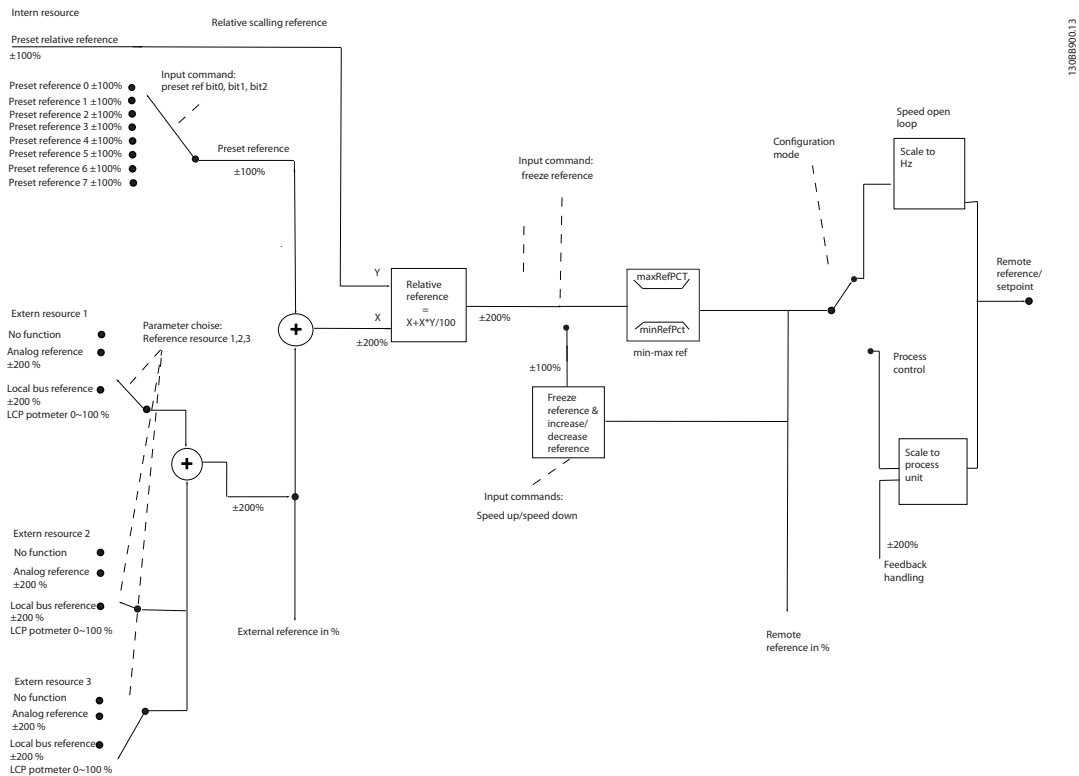 Intern resource
Relative scalling reference
130BB900.13
Preset relative reference
±100%
Input command:
preset ref bit0, bit1, bit2
Preset reference 0 ±100%
Preset reference 1 ±100%
Preset reference 2 ±100%
Preset reference 3 ±100%
Preset reference 4 ±100%
Preset reference 5 ±100%
Preset reference 6 ±100%
Preset reference 7 ±100%
Preset reference
±100%
Input command:
freeze reference
Configuration
mode
Speed open
loop
Scale to
Hz
Y
X
±200%
Relative
reference
=
X+X*Y/100
±200%
maxRefPCT
minRefPct
min-max ref
Remote
reference/
setpoint
Extern resource 1
No function
Analog reference
±200 %
Local bus reference
±200 %
LCP potmeter 0~100 %
Parameter choise:
Reference resource 1,2,3
+
+
±200%
±100%
Freeze
reference &
increase/
decrease
reference
Input commands:
Speed up/speed down
Process
control
Scale to
process
unit
±200%
Feedback
handling
Extern resource 2
No function
Analog reference
±200 %
Local bus reference
±200 %
LCP potmeter 0~100 %
External reference in %
Remote
reference in %
Extern resource 3
No function
Analog reference
±200 %
Local bus reference
±200 %
LCP potmeter 0~100 %